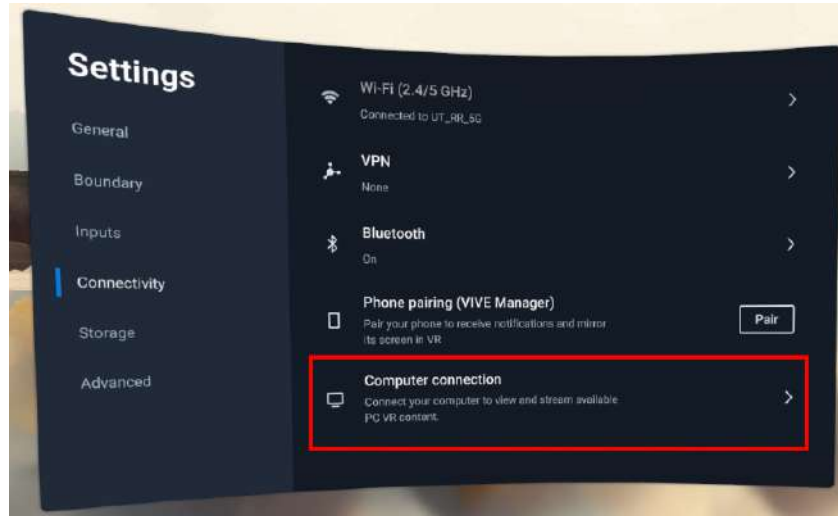 Settings
General
Boundary
Inputs
Connectivity
Storage
Advanced
Wi-Fi (2.4/5 GHz)
Connected to UT_RR_5G
VPN
None
Bluetooth
On
Phone pairing (VIVE Manager)
Pair your phone to receive notifications and mirror
its screen in VR
Pair
Computer connection
Connect your computer to view and stream available
PC VR content.